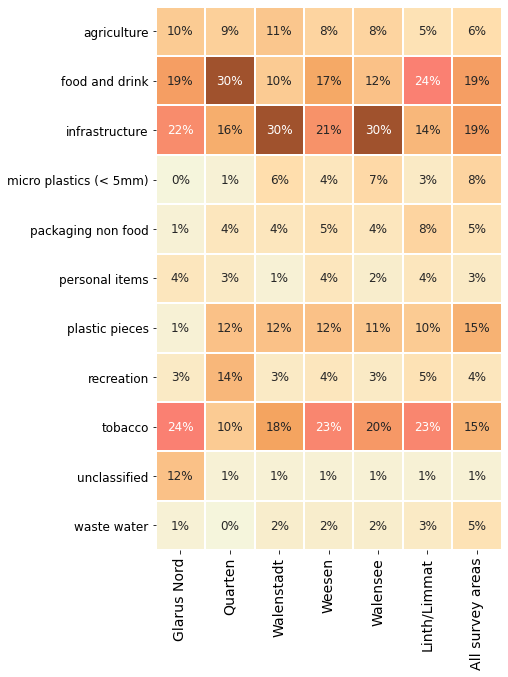 agriculture 10% 9% 11% 8% 8% 5% 6%
food and drink 19% 30% 10% 17% 12% 24% 19%
infrastructure 22% 16% 30% 21% 30% 14% 19%
micro plastics (< 5mm) 0% 1% 6% 4% 7% 3% 8%
packaging non food 1% 4% 4% 5% 4% 8% 5%
personal items 4% 3% 1% 4% 2% 4% 3%
plastic pieces 1% 12% 12% 12% 11% 10% 15%
recreation 3% 14% 3% 4% 3% 5% 4%
tobacco 24% 10% 18% 23% 20% 23% 15%
unclassified 12% 1% 1% 1% 1% 1% 1%
waste water 1% 0% 2% 2% 2% 3% 5%
Glarus Nord
Quarten
Walenstadt
Weesen
Walensee
Linth/Limmat
All survey areas